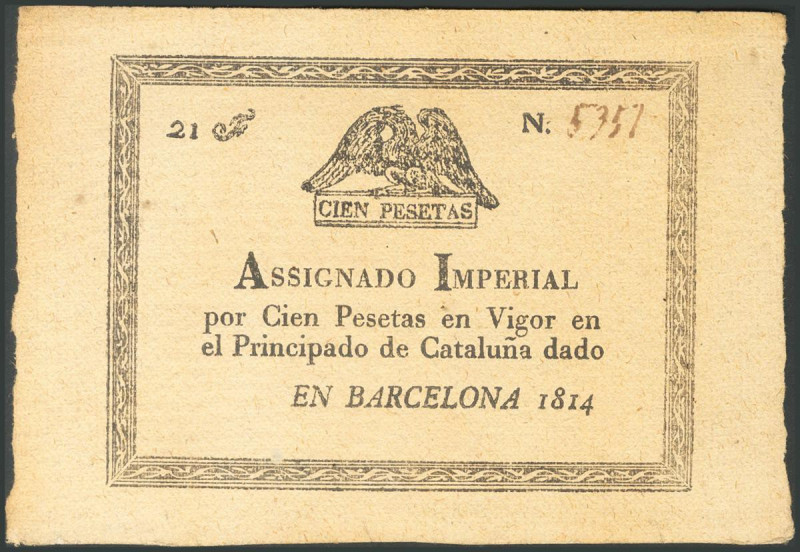 21
N: 5357
CIEN PESETAS
ASSIGNADO IMPERIAL
por Cien Pesetas en Vigor en
el Principado de Cataluña dado
EN BARCELONA 1814